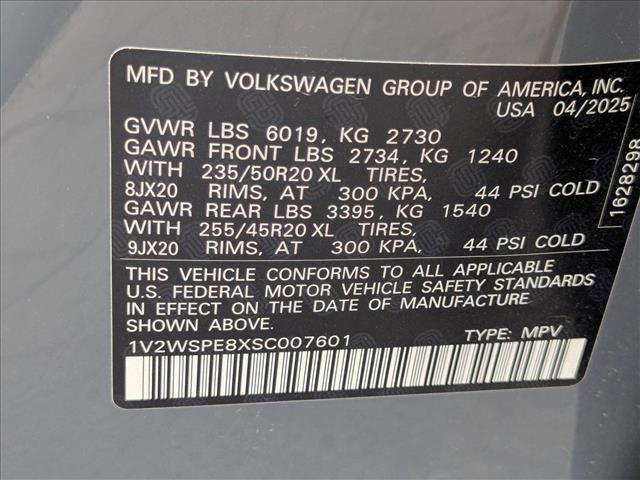 MFD BY VOLKSWAGEN GROUP OF AMERICA, INC.
USA 04/2025
GVWR LBS 6019, KG 2730
GAWR FRONT LBS 2734, KG 1240
WITH 235/50R20 XL TIRES,
8JX20 RIMS, AT 300 KPA, 44 PSI COLD
GAWR REAR LBS 3395, KG 1540
WITH 255/45R20 XL TIRES,
9JX20 RIMS, AT 300 KPA, 44 PSI COLD
THIS VEHICLE CONFORMS TO ALL APPLICABLE
U.S. FEDERAL MOTOR VEHICLE SAFETY STANDARDS
IN EFFECT ON THE DATE OF MANUFACTURE
SHOWN ABOVE.
1V2WSPE8XSC007601 TYPE: MPV
1628298